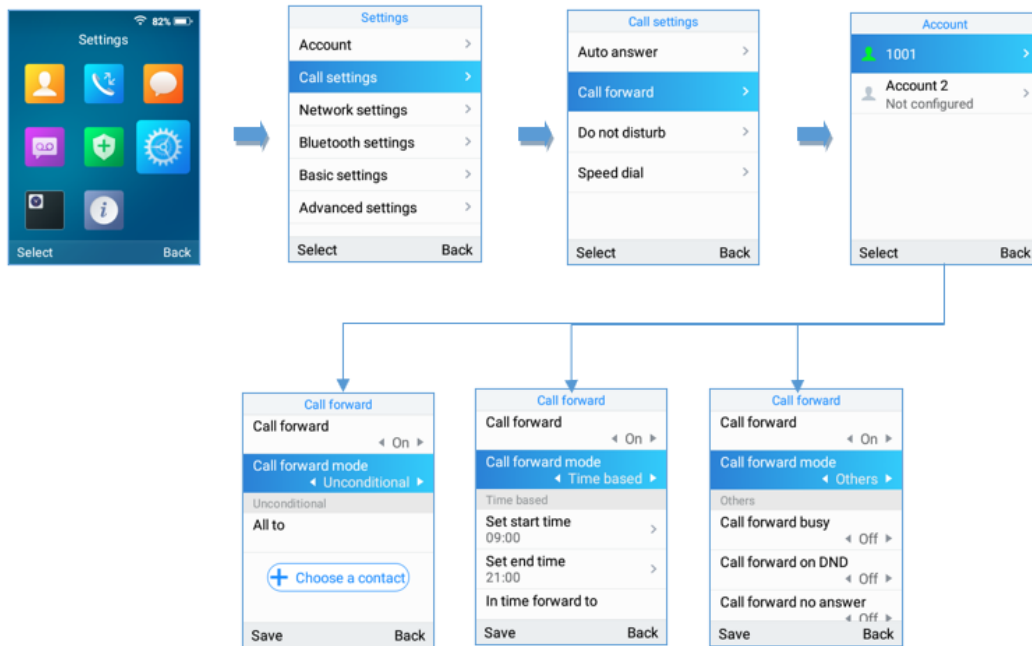 82%
Settings
Select Back
Settings
Account
Call settings
Network settings
Bluetooth settings
Basic settings
Advanced settings
Select Back
Call settings
Auto answer
Call forward
Do not disturb
Speed dial
Select Back
Account
1001
Account 2
Not configured
Select Back
Call forward
Call forward
On
Call forward mode
Unconditional
Unconditional
All to
Choose a contact
Save Back
Call forward
Call forward
On
Call forward mode
Time based
Time based
Set start time
09:00
Set end time
21:00
In time forward to
Save Back
Call forward
Call forward
On
Call forward mode
Others
Others
Call forward busy
Off
Call forward on DND
Off
Call forward no answer
Off
Save Back